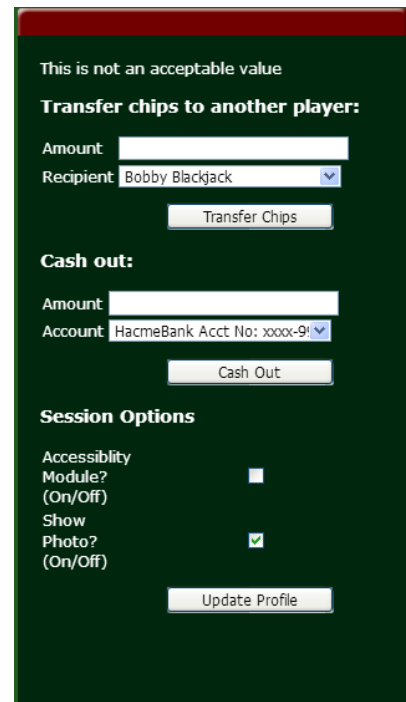 This is not an acceptable value
Transfer chips to another player:
Amount
Recipient Bobby Blackjack
Transfer Chips
Cash out:
Amount
Account HacmeBank Acct No: xxxx-9
Cash Out
Session Options
Accessiblity
Module?
(On/Off)
Show
Photo?
(On/Off)
Update Profile